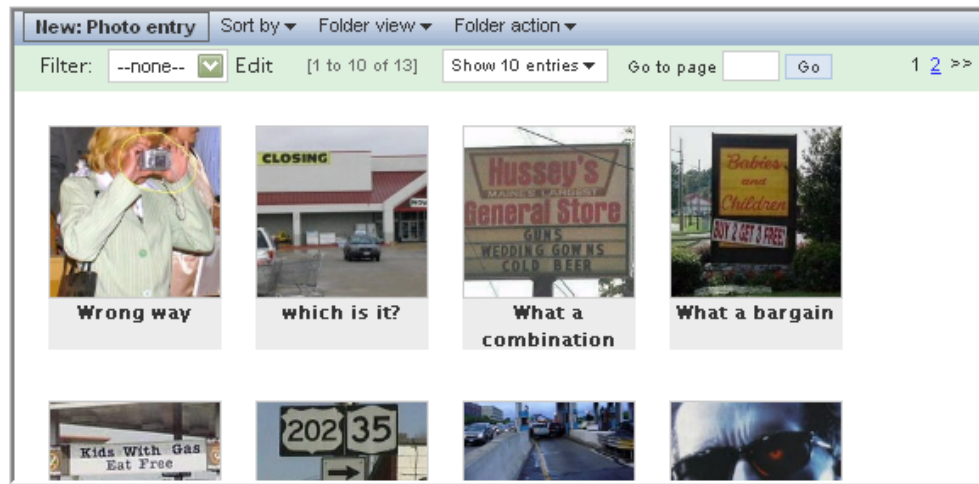 New: Photo entry Sort by Folder view Folder action
Filter: --none-- Edit [1 to 10 of 13] Show 10 entries Go to page Go 1 2 >>
CLOSING
Hussey's
MAINE'S LARGEST
General Store
GUNS
WEDDING GOWNS
COLD BEER
Babies
and
Children
BUY 2 GET 3 FREE!
Wrong way
which is it?
What a
combination
What a bargain
Kids With Gas
Eat Free
202 35